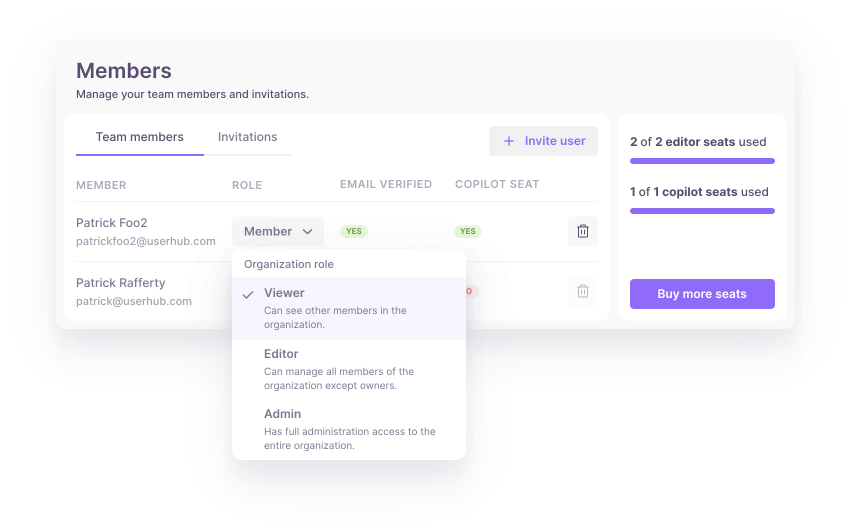 Members
Manage your team members and invitations.
Team members
Invitations
+ Invite user
MEMBER
ROLE
EMAIL VERIFIED
COPILOT SEAT
Patrick Foo2
patrickfoo2@userhub.com
Member
YES
YES
Patrick Rafferty
patrick@userhub.com
Organization role
Viewer
Can see other members in the
organization.
Editor
Can manage all members of the
organization except owners.
Admin
Has full administration access to the
entire organization.
2 of 2 editor seats used
1 of 1 copilot seats used
Buy more seats